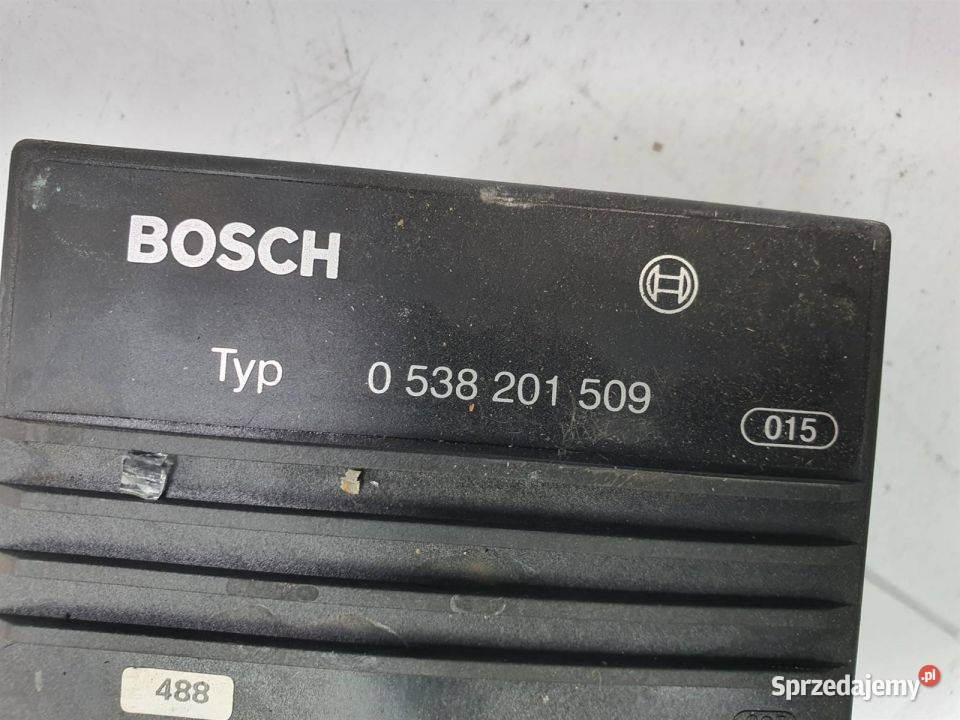 BOSCH
Typ 0 538 201 509
015
488
Sprzedajemy.pl